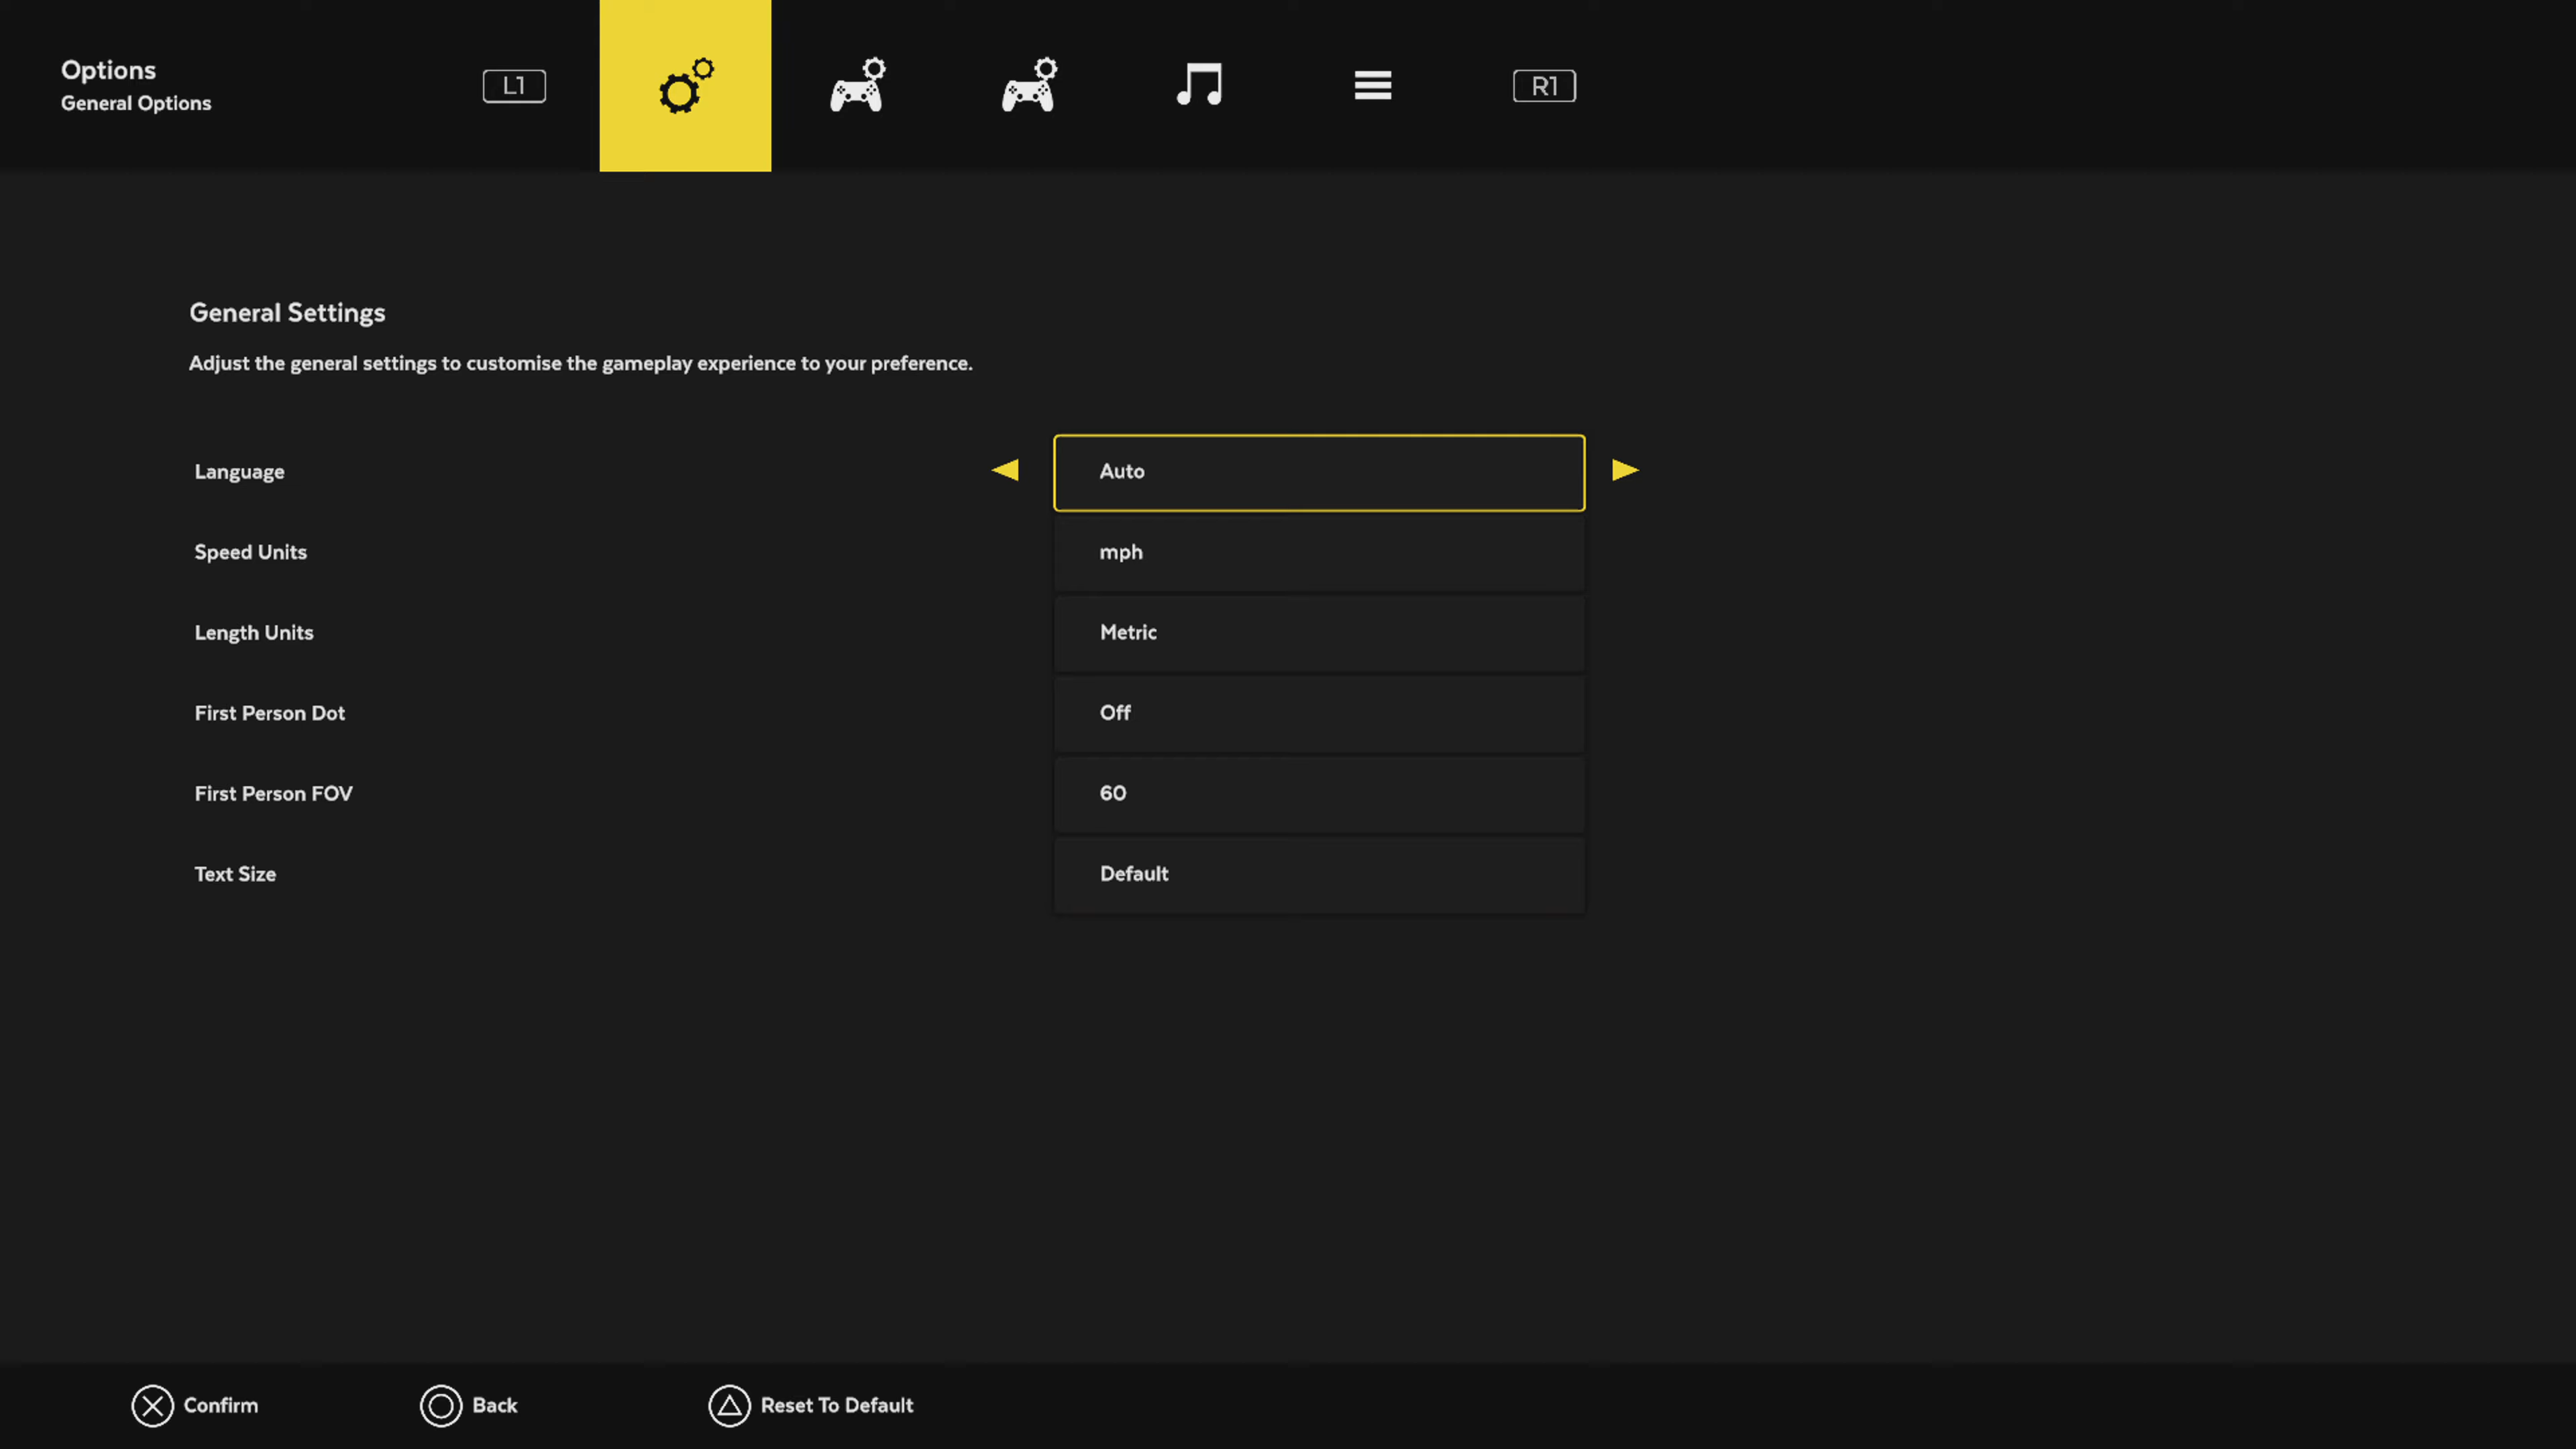 Options
General Options
L1
R1
General Settings
Adjust the general settings to customise the gameplay experience to your preference.
Language Auto
Speed Units mph
Length Units Metric
First Person Dot Off
First Person FOV 60
Text Size Default
Confirm Back Reset To Default